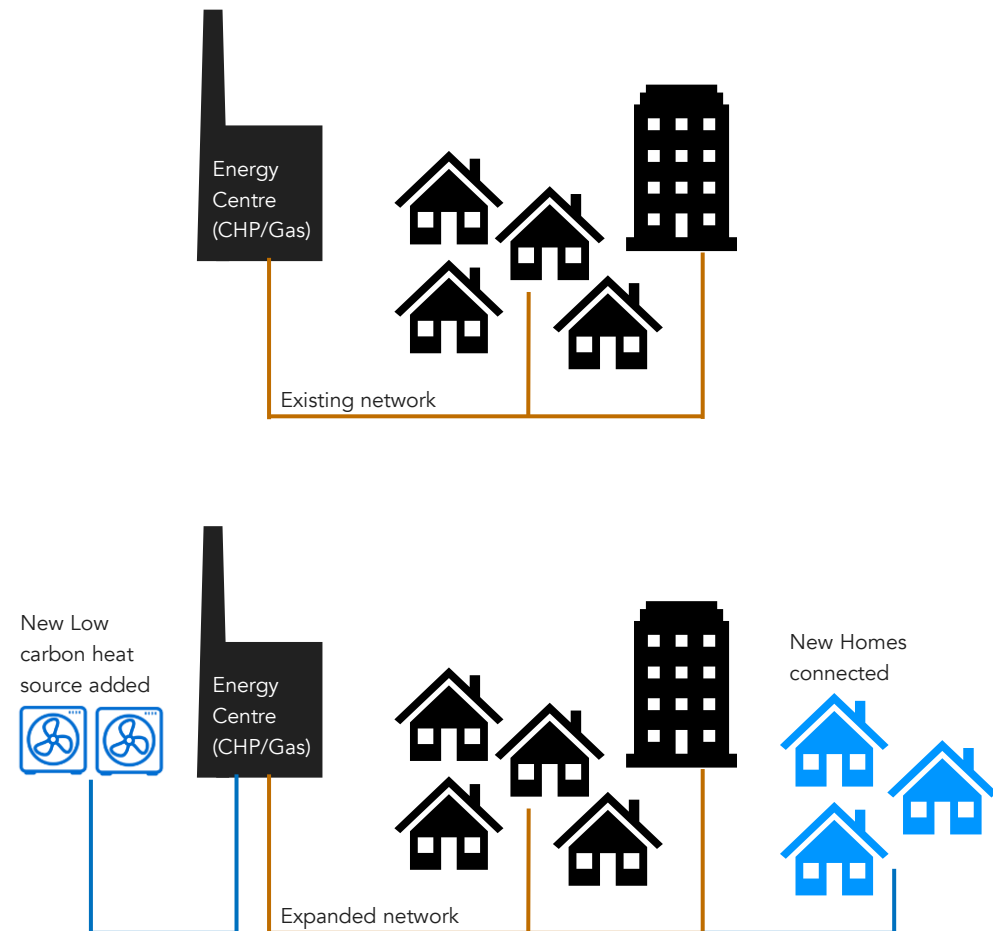 Energy
Centre
(CHP/Gas)
Existing network
New Low
carbon heat
source added
Energy
Centre
(CHP/Gas)
New Homes
connected
Expanded network